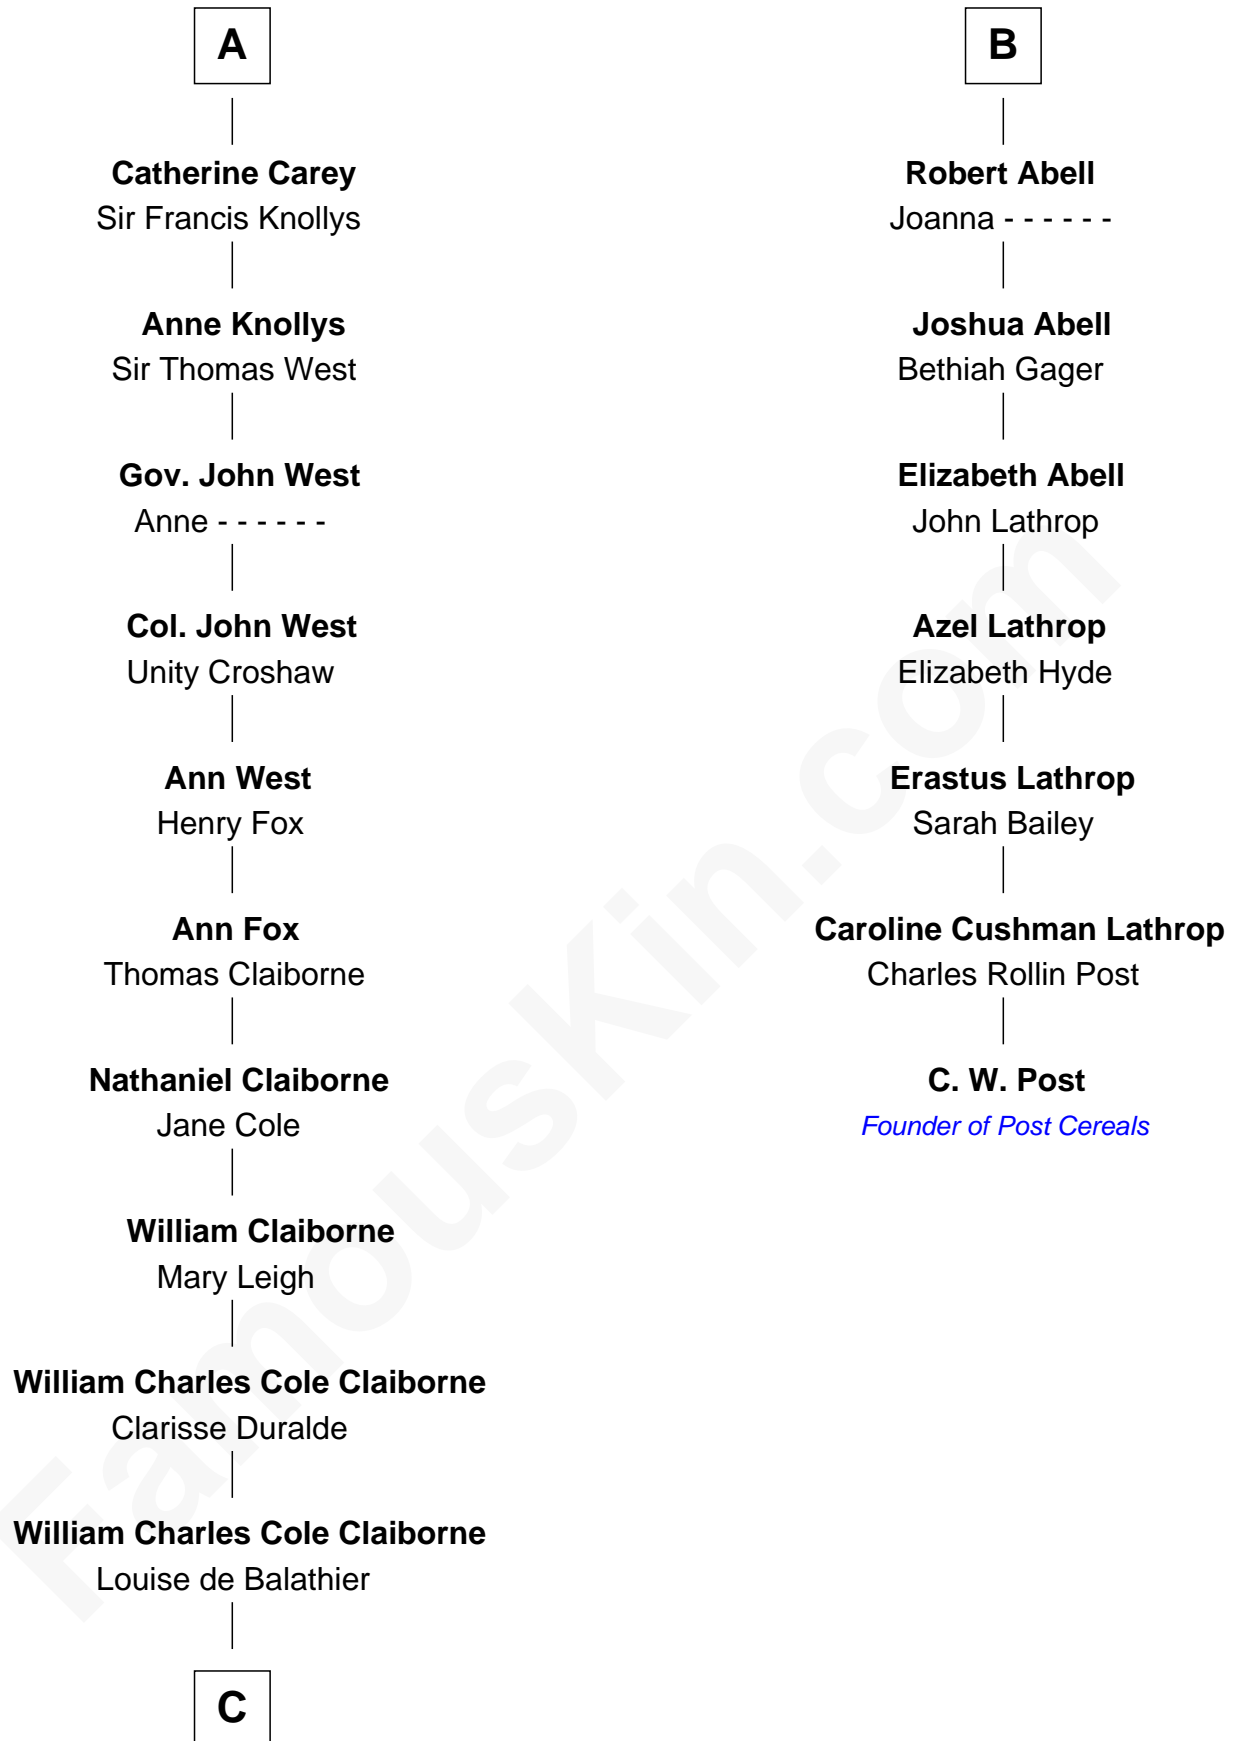 A
Catherine Carey
Sir Francis Knollys
Anne Knollys
Sir Thomas West
Gov. John West
Anne - - - - - -
Col. John West
Unity Croshaw
Ann West
Henry Fox
Ann Fox
Thomas Claiborne
Nathaniel Claiborne
Jane Cole
William Claiborne
Mary Leigh
William Charles Cole Claiborne
Clarisse Duralde
William Charles Cole Claiborne
Louise de Balathier
C
B
Robert Abell
Joanna - - - - - -
Joshua Abell
Bethiah Gager
Elizabeth Abell
John Lathrop
Azel Lathrop
Elizabeth Hyde
Erastus Lathrop
Sarah Bailey
Caroline Cushman Lathrop
Charles Rollin Post
C. W. Post
Founder of Post Cereals
FamousKin.com